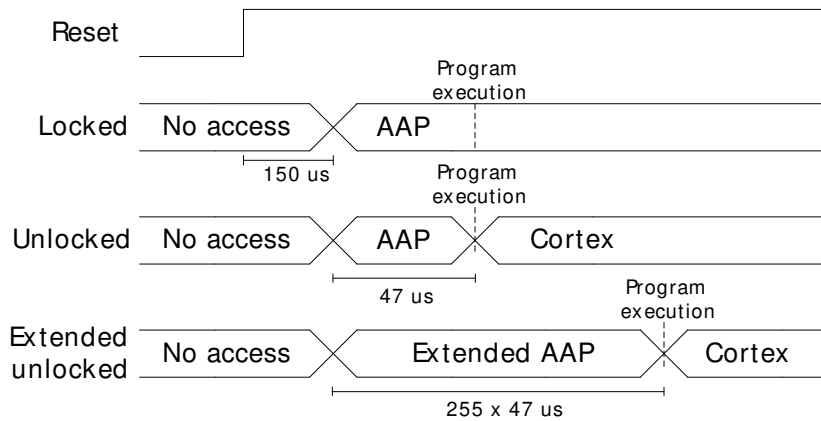 Reset
Program
execution
Locked
No access
AAP
150 us
Program
execution
Unlocked
No access
AAP
Cortex
47 us
Program
execution
Extended
unlocked
No access
Extended AAP
Cortex
255 x 47 us